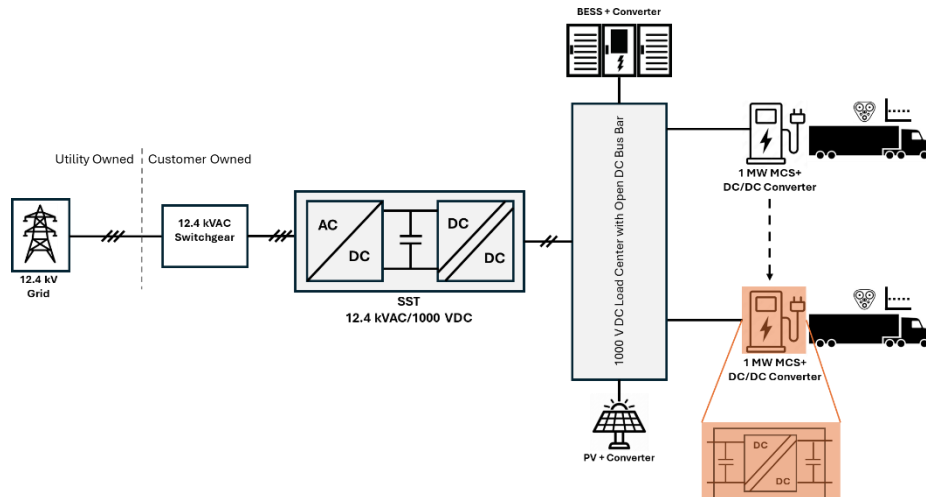 BESS + Converter
Utility Owned
Customer Owned
12.4 kV
Grid
12.4 kVAC
Switchgear
AC
DC
DC
DC
SST
12.4 kVAC/1000 VDC
1000 V DC Load Center with Open DC Bus Bar
1 MW MCS+
DC/DC Converter
1 MW MCS+
DC/DC Converter
PV + Converter
DC
DC